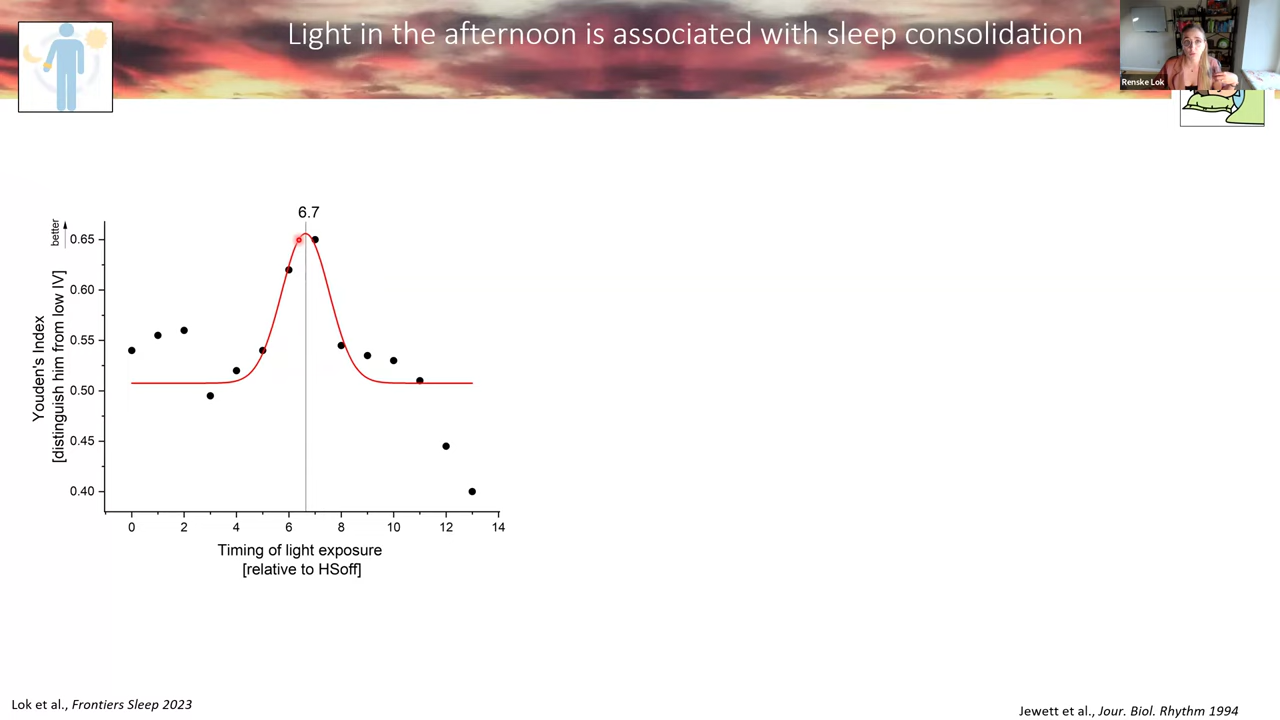 Light in the afternoon is associated with sleep consolidation
Renske Lok
6.7
better
0.65
0.60
0.55
0.50
0.45
0.40
Youden's Index
[distinguish him from low IV]
0 2 4 6 8 10 12 14
Timing of light exposure
[relative to HSoff]
Lok et al., Frontiers Sleep 2023
Jewett et al., Jour. Biol. Rhythm 1994